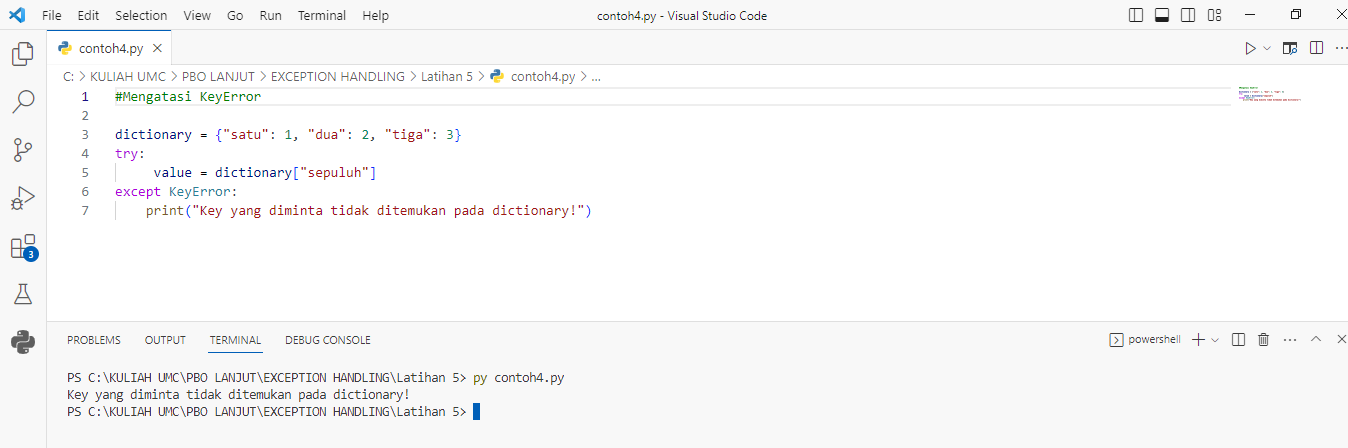 File Edit Selection View Go Run Terminal Help contoh4.py - Visual Studio Code
contoh4.py
C: > KULIAH UMC > PBO LANJUT > EXCEPTION HANDLING > Latihan 5 > contoh4.py > ...
1 #Mengatasi KeyError
2
3 dictionary = {"satu": 1, "dua": 2, "tiga": 3}
4 try:
5 value = dictionary["sepuluh"]
6 except KeyError:
7 print("Key yang diminta tidak ditemukan pada dictionary!")
3
PROBLEMS OUTPUT TERMINAL DEBUG CONSOLE powershell
PS C:\KULIAH UMC\PBO LANJUT\EXCEPTION HANDLING\Latihan 5> py contoh4.py
Key yang diminta tidak ditemukan pada dictionary!
PS C:\KULIAH UMC\PBO LANJUT\EXCEPTION HANDLING\Latihan 5>